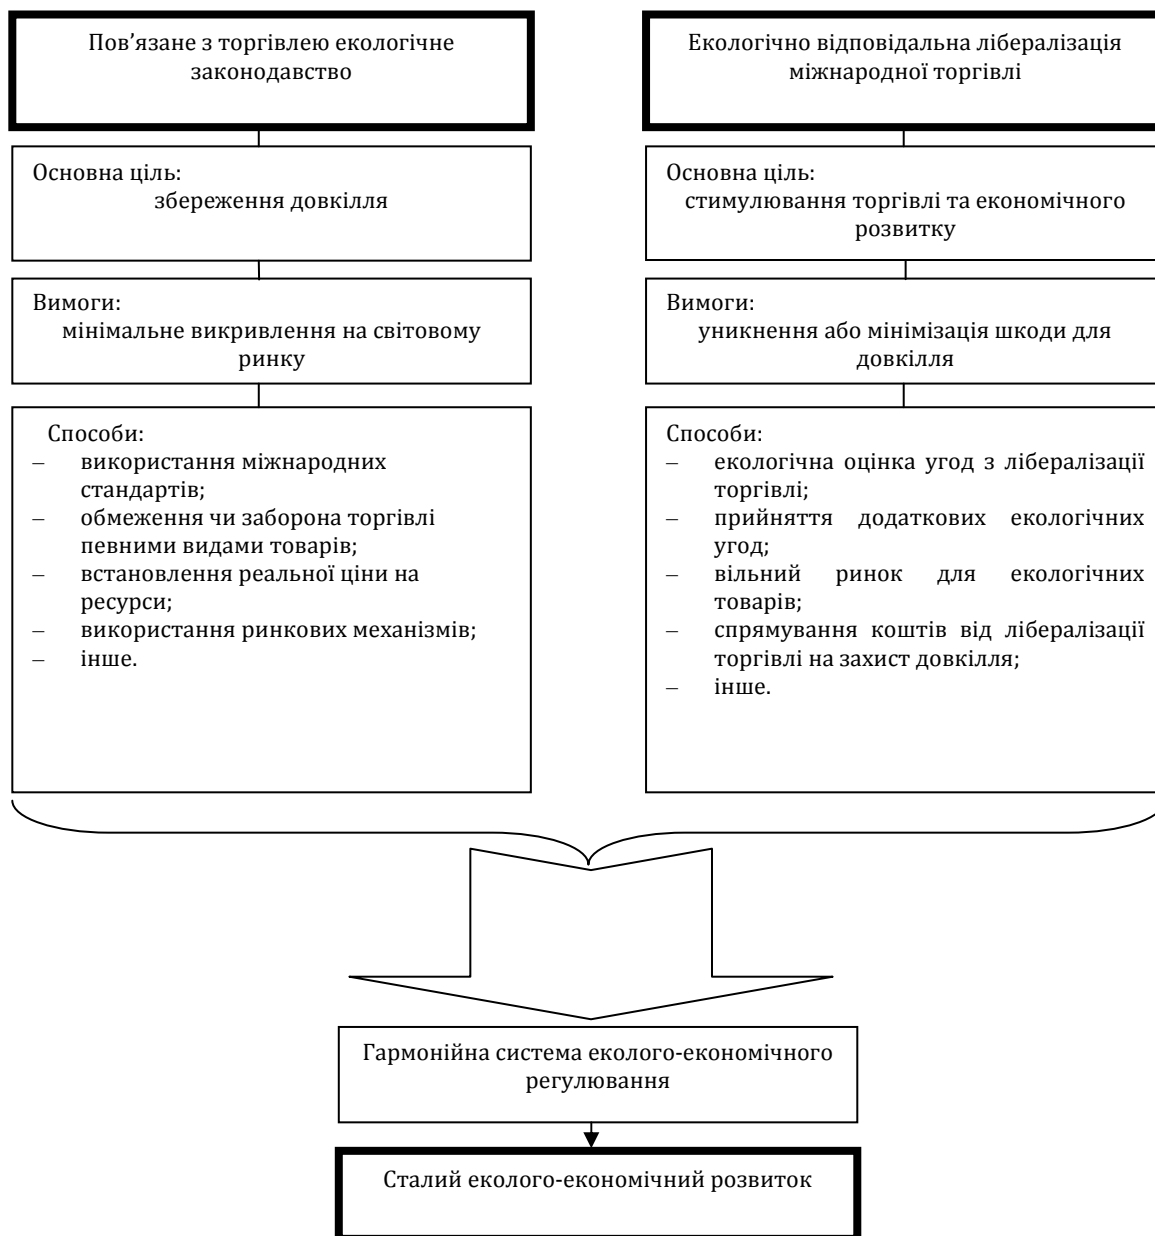 Пов’язане з торгівлею екологічне
законодавство
Основна ціль:
збереження довкілля
Вимоги:
мінімальне викривлення на світовому
ринку
Способи:
– використання міжнародних
стандартів;
– обмеження чи заборона торгівлі
певними видами товарів;
– встановлення реальної ціни на
ресурси;
– використання ринкових механізмів;
– інше.
Екологічно відповідальна лібералізація
міжнародної торгівлі
Основна ціль:
стимулювання торгівлі та економічного
розвитку
Вимоги:
уникнення або мінімізація шкоди для
довкілля
Способи:
– екологічна оцінка угод з лібералізації
торгівлі;
– прийняття додаткових екологічних
угод;
– вільний ринок для екологічних
товарів;
– спрямування коштів від лібералізації
торгівлі на захист довкілля;
– інше.
Гармонійна система еколого-економічного
регулювання
Сталий еколого-економічний розвиток